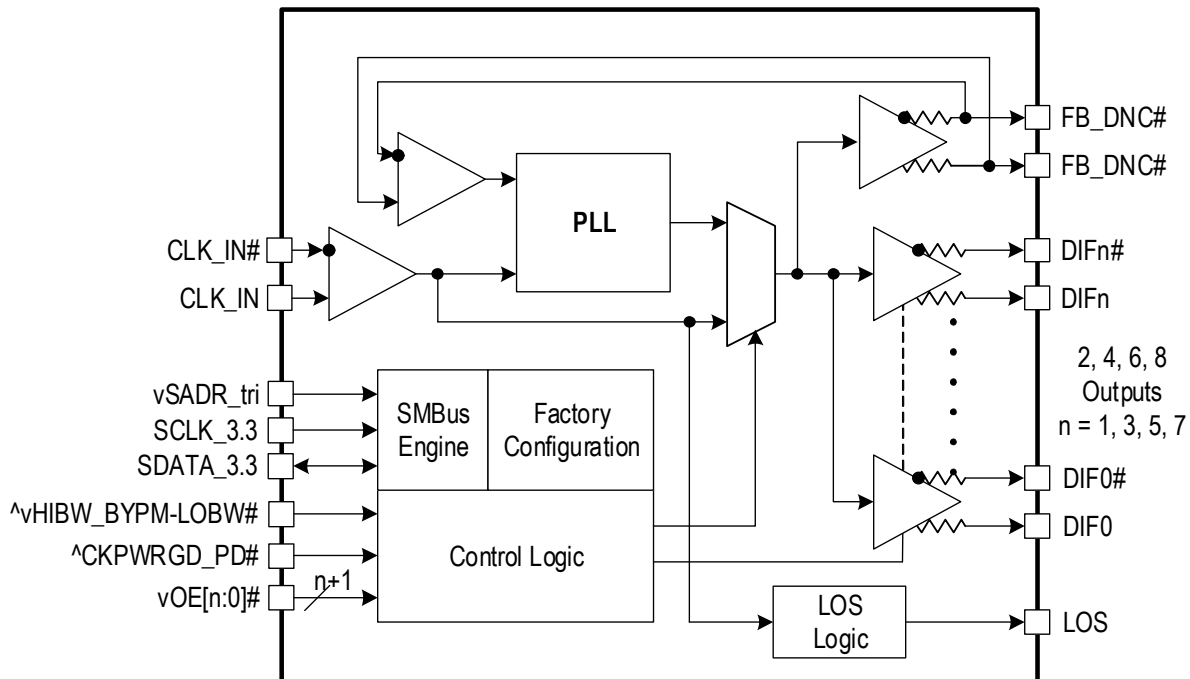 FB_DNC#
FB_DNC#
PLL
CLK_IN#
CLK_IN
DIFn#
DIFn
2, 4, 6, 8
Outputs
n = 1, 3, 5, 7
vSADR_tri
SCLK_3.3
SDATA_3.3
SMBus
Engine
Factory
Configuration
DIF0#
DIF0
^vHIBW_BYPM-LOBW#
^CKPWRGD_PD#
vOE[n:0]#
n+1
Control Logic
LOS
Logic
LOS